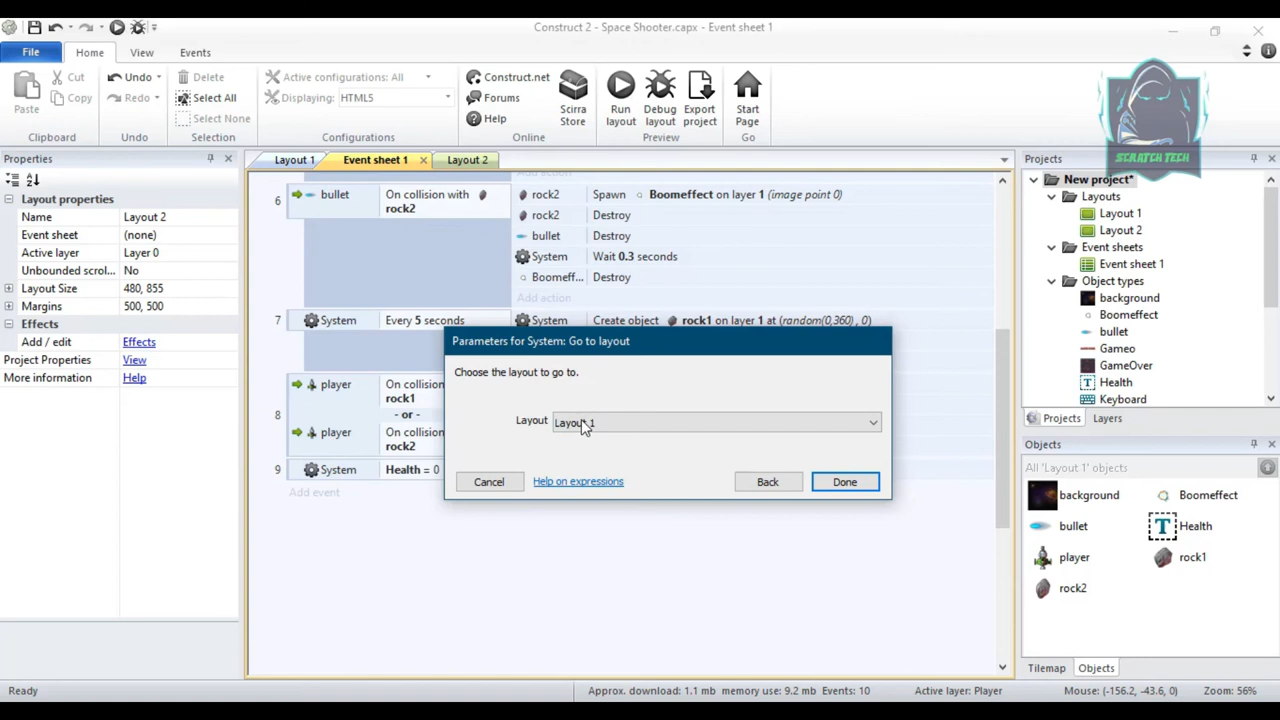 Construct 2 - Space Shooter.capx - Event sheet 1
File Home View Events
Paste
Cut
Copy
Clipboard
Undo
Redo
Undo
Delete
Select All
Select None
Selection
Active configurations: All
Displaying: HTML5
Configurations
Construct.net
Forums
Help
Scirra Store
Online
Run layout
Debug layout
Export project
Preview
Start Page
Go
SCRATCH TECH
Properties
Layout properties
Name Layout 2
Event sheet (none)
Active layer Layer 0
Unbounded scrol... No
Layout Size 480, 855
Margins 500, 500
Effects
Add / edit Effects
Project Properties View
More information Help
Layout 1 Event sheet 1 Layout 2
Add action
6 bullet On collision with rock2
rock2 Spawn Boomeffect on layer 1 (image point 0)
rock2 Destroy
bullet Destroy
System Wait 0.3 seconds
Boomeff... Destroy
Add action
7 System Every 5 seconds System Create object rock1 on layer 1 at (random(0,360) , 0)
8 player On collision rock1
- or -
player On collision rock2
9 System Health = 0
Add event
Parameters for System: Go to layout
Choose the layout to go to.
Layout Layout 1
Cancel Help on expressions Back Done
Projects
New project*
Layouts
Layout 1
Layout 2
Event sheets
Event sheet 1
Object types
background
Boomeffect
bullet
Gameo
GameOver
Health
Keyboard
Projects Layers
Objects
All 'Layout 1' objects
background Boomeffect
bullet Health
player rock1
rock2
Tilemap Objects
Ready Approx. download: 1.1 mb memory use: 9.2 mb Events: 10 Active layer: Player Mouse: (-156.2, -43.6, 0) Zoom: 56%